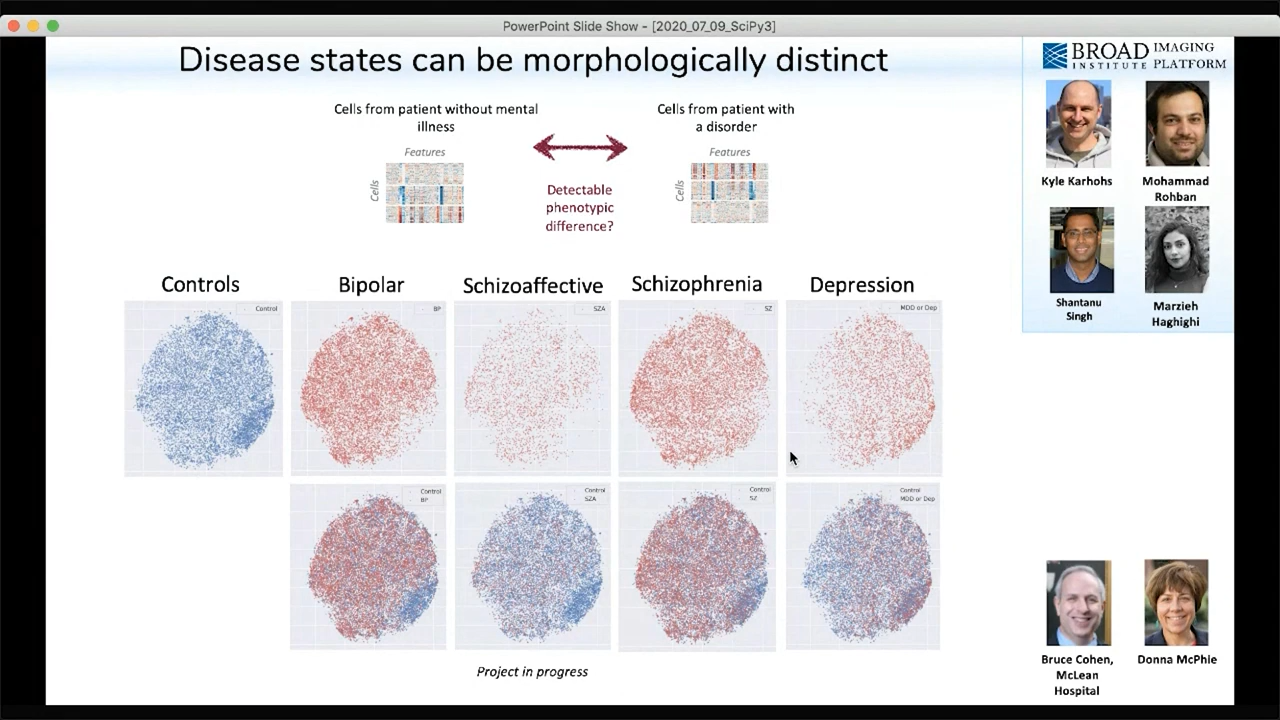 PowerPoint Slide Show - [2020_07_09_SciPy3]
Disease states can be morphologically distinct
BROAD
INSTITUTE
IMAGING
PLATFORM
Cells from patient without mental
illness
Cells from patient with
a disorder
Features
Cells
Detectable
phenotypic
difference?
Features
Cells
Kyle Karhohs
Mohammad
Rohban
Shantanu
Singh
Marzieh
Haghighi
Controls
Bipolar
Schizoaffective
Schizophrenia
Depression
Control
BP
SZA
SZ
MDD or Dep
Control
BP
Control
SZA
Control
SZ
Control
MDD or Dep
Project in progress
Bruce Cohen,
McLean
Hospital
Donna McPhie